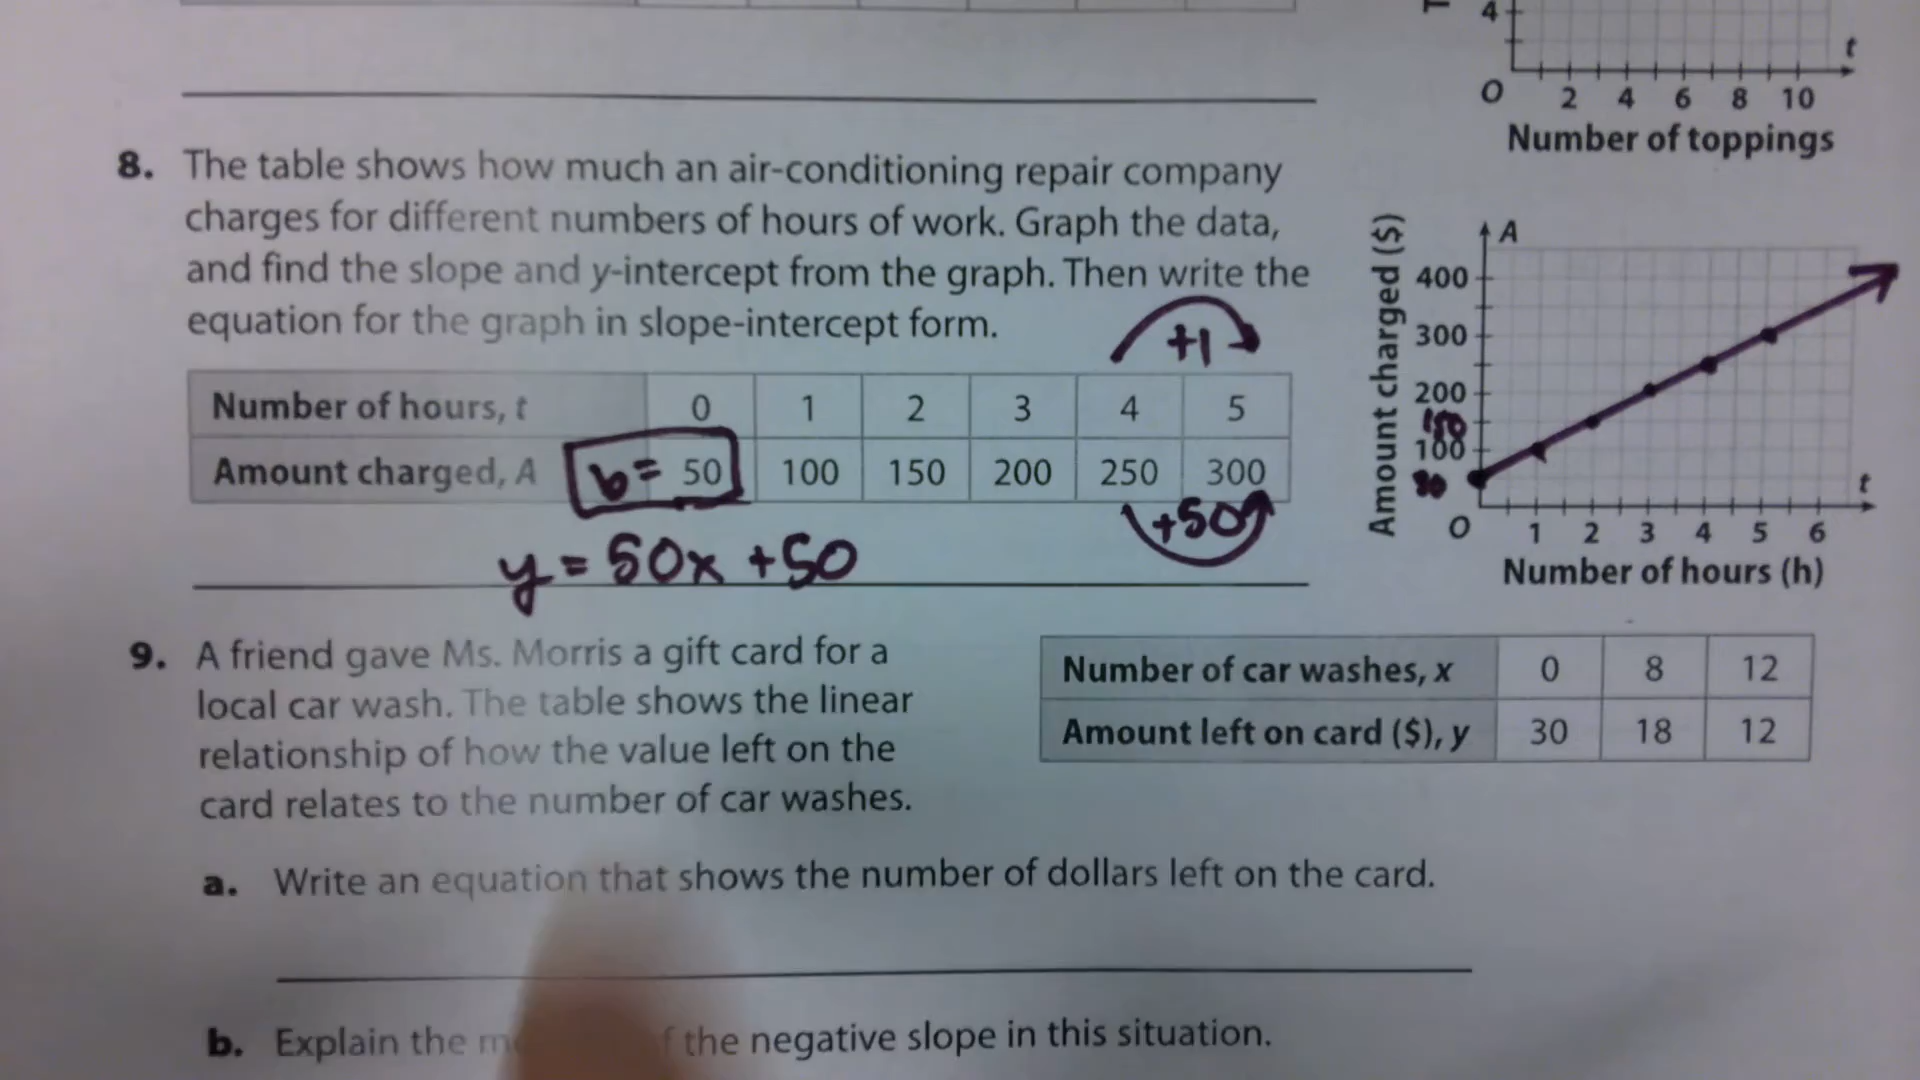 4
t
O 2 4 6 8 10
Number of toppings
8. The table shows how much an air-conditioning repair company
charges for different numbers of hours of work. Graph the data,
and find the slope and y-intercept from the graph. Then write the
equation for the graph in slope-intercept form.
+1
Number of hours, t 0 1 2 3 4 5
Amount charged, A b= 50 100 150 200 250 300
+50
y = 50x + 50
Amount charged ($)
A
400
300
200
150
100
t
O 1 2 3 4 5 6
Number of hours (h)
9. A friend gave Ms. Morris a gift card for a
local car wash. The table shows the linear
relationship of how the value left on the
card relates to the number of car washes.
Number of car washes, x 0 8 12
Amount left on card ($), y 30 18 12
a. Write an equation that shows the number of dollars left on the card.
b. Explain the the negative slope in this situation.